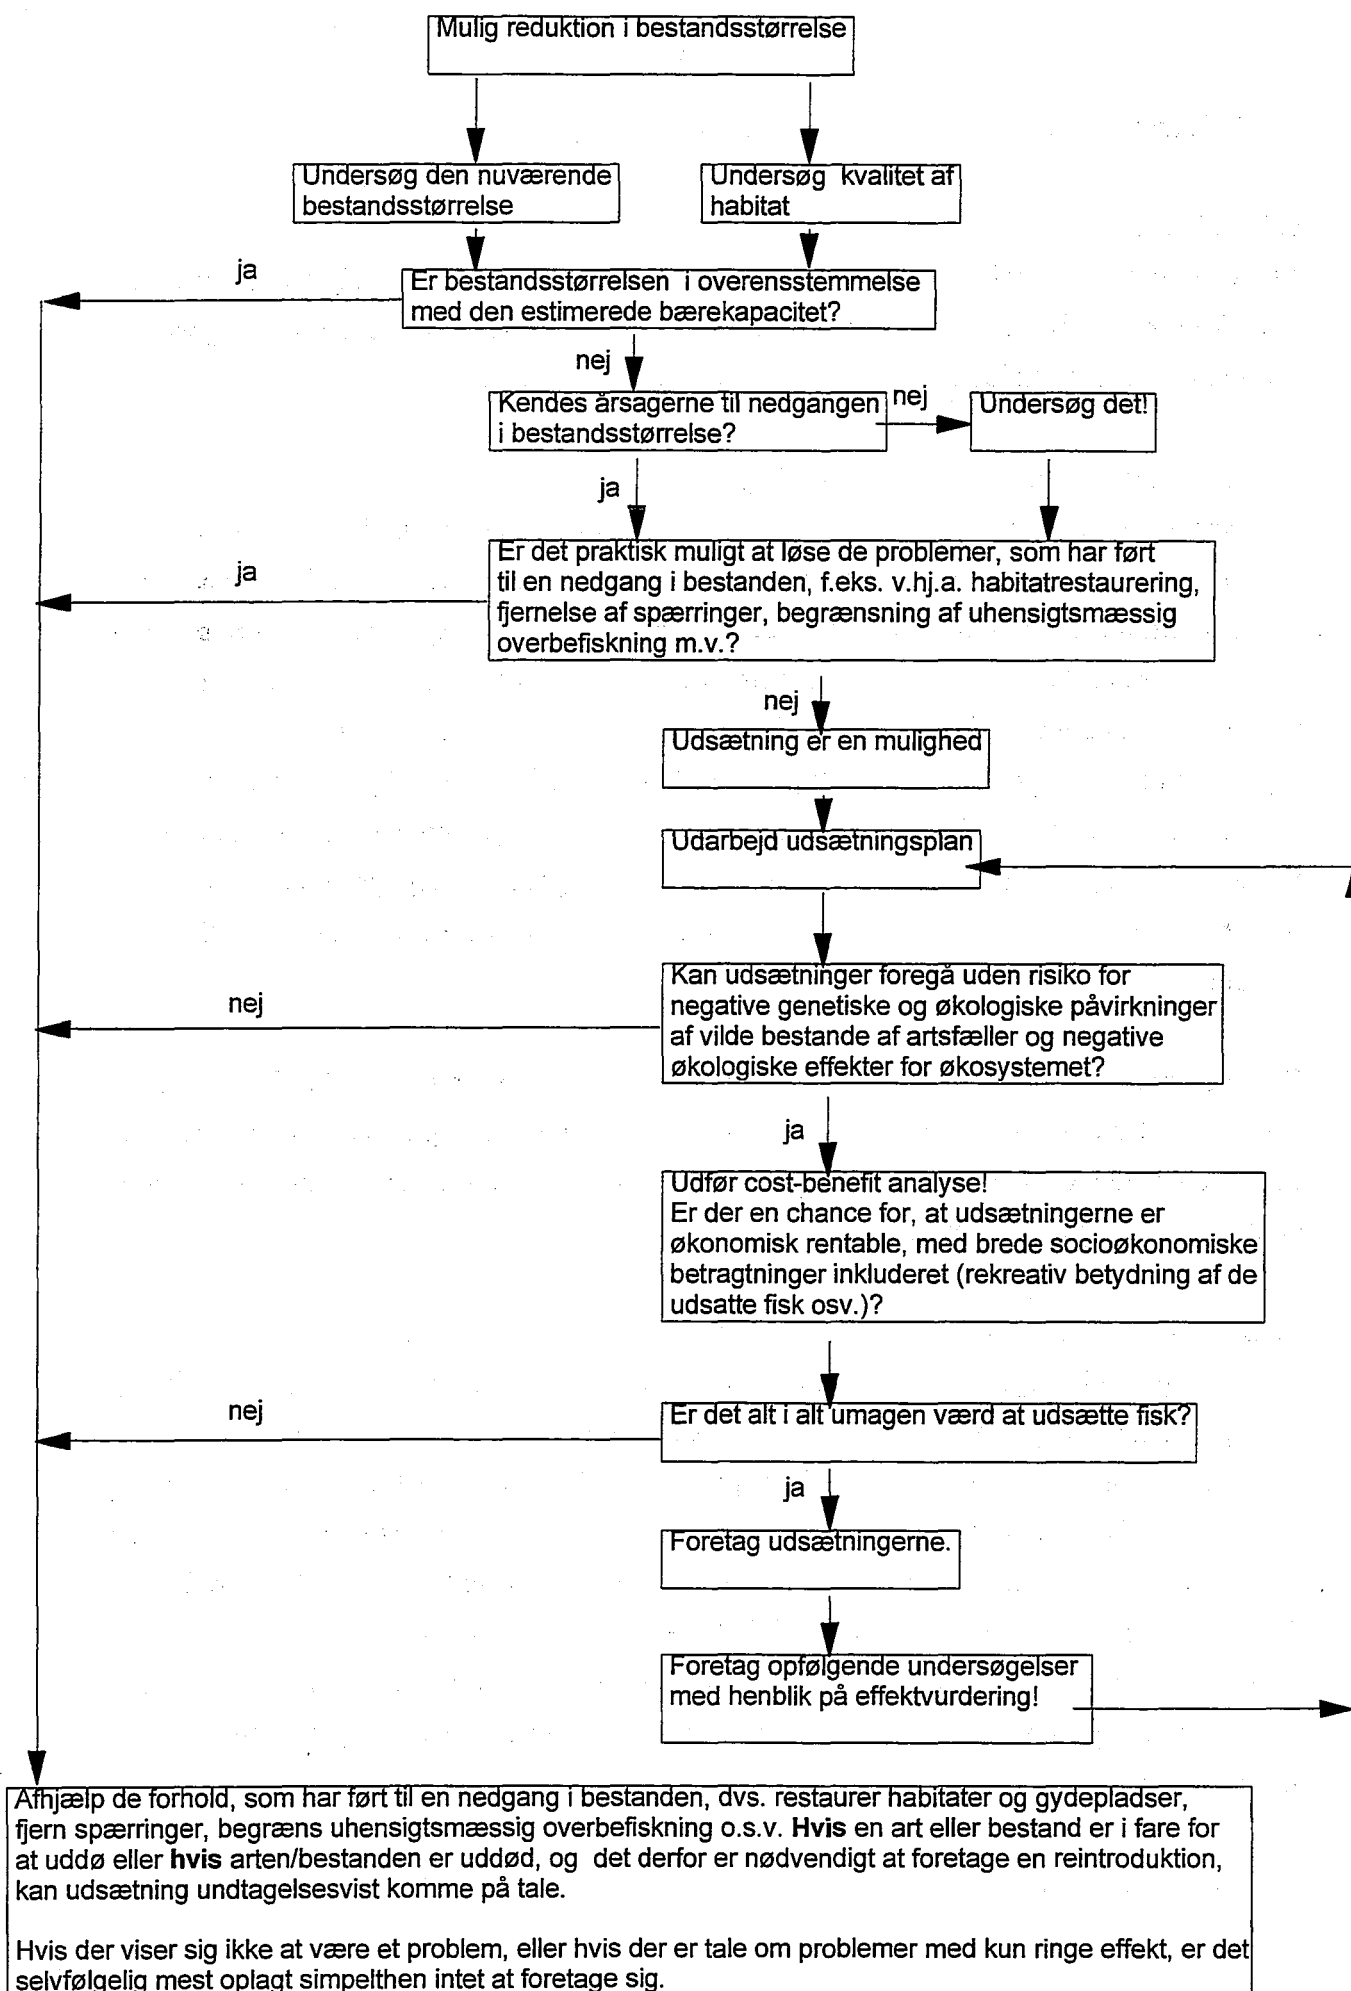 Mulig reduktion i bestandsstørrelse
Undersøg den nuværende
bestandsstørrelse
Undersøg kvalitet af
habitat
ja
Er bestandsstørrelsen i overensstemmelse
med den estimerede bærekapacitet?
nej
Kendes årsagerne til nedgangen
i bestandsstørrelse?
nej
Undersøg det!
ja
ja
Er det praktisk muligt at løse de problemer, som har ført
til en nedgang i bestanden, f.eks. v.hj.a. habitatrestaurering,
fjernelse af spærringer, begrænsning af uhensigtsmæssig
overbefiskning m.v.?
nej
Udsætning er en mulighed
Udarbejd udsætningsplan
nej
Kan udsætninger foregå uden risiko for
negative genetiske og økologiske påvirkninger
af vilde bestande af artsfæller og negative
økologiske effekter for økosystemet?
ja
Udfør cost-benefit analyse!
Er der en chance for, at udsætningerne er
økonomisk rentable, med brede socioøkonomiske
betragtninger inkluderet (rekreativ betydning af de
udsatte fisk osv.)?
nej
Er det alt i alt umagen værd at udsætte fisk?
ja
Foretag udsætningerne.
Foretag opfølgende undersøgelser
med henblik på effektvurdering!
Afhjælp de forhold, som har ført til en nedgang i bestanden, dvs. restaurer habitater og gydepladser,
fjern spærringer, begræns uhensigtsmæssig overbefiskning o.s.v. Hvis en art eller bestand er i fare for
at uddø eller hvis arten/bestanden er uddød, og det derfor er nødvendigt at foretage en reintroduktion,
kan udsætning undtagelsesvist komme på tale.
Hvis der viser sig ikke at være et problem, eller hvis der er tale om problemer med kun ringe effekt, er det
selvfølgelig mest oplagt simpelthen intet at foretage sig.